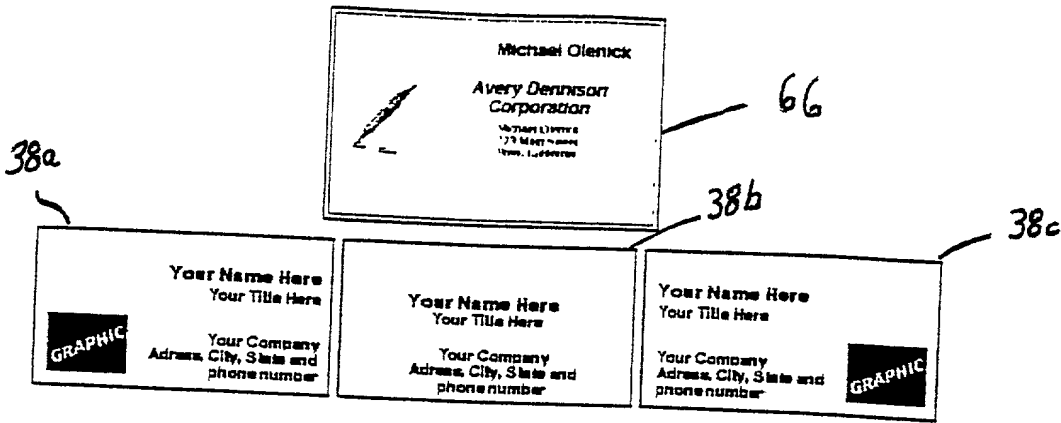 Michael Olenick
Avery Dennison
Corporation
Michael Olenick
66
38a
38b
38c
Your Name Here
Your Title Here
GRAPHIC
Your Company
Adress, City, State and
phone number
Your Name Here
Your Title Here
Your Company
Adress, City, State and
phone number
Your Name Here
Your Title Here
Your Company
Adress, City, State and
phone number
GRAPHIC